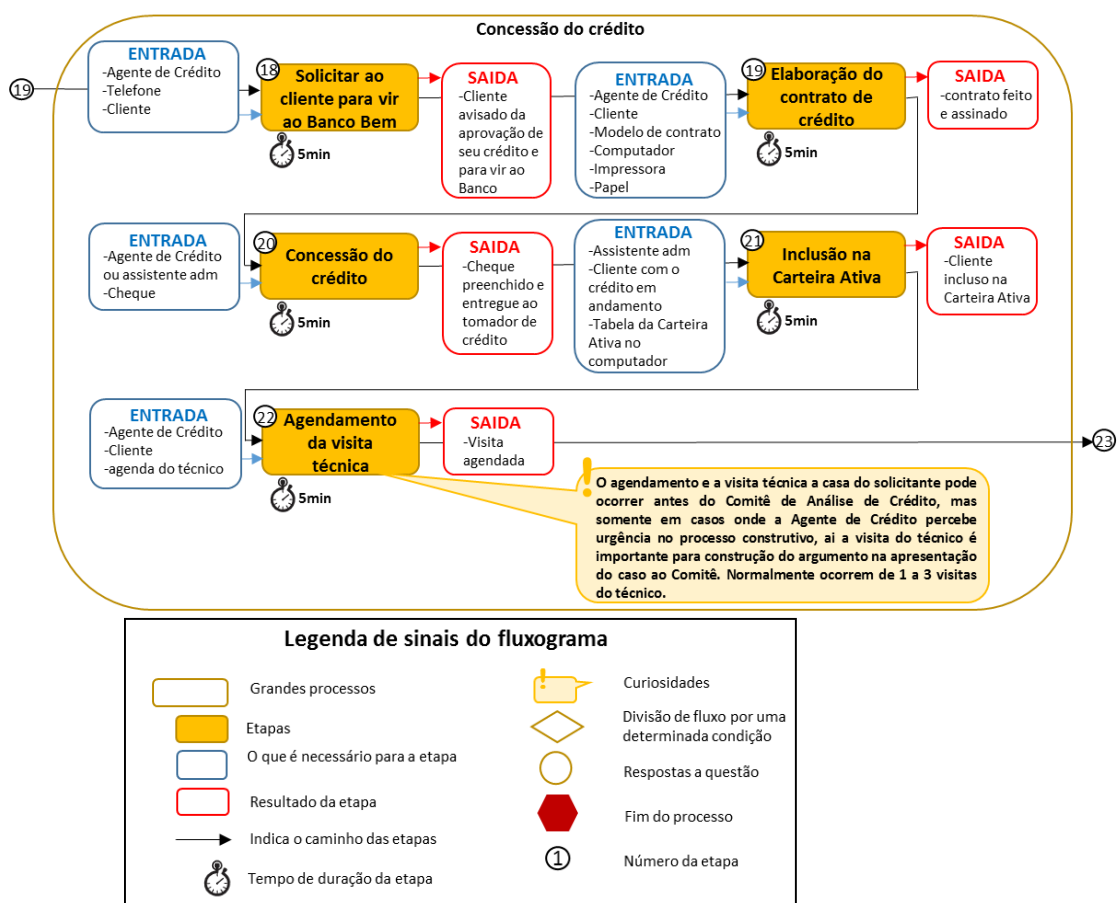 Concessão do crédito
19
ENTRADA
-Agente de Crédito
-Telefone
-Cliente
18
Solicitar ao
cliente para vir
ao Banco Bem
5min
SAIDA
-Cliente
avisado da
aprovação de
seu crédito e
para vir ao
Banco
ENTRADA
-Agente de Crédito
-Cliente
-Modelo de contrato
-Computador
-Impressora
-Papel
19
Elaboração do
contrato de
crédito
5min
SAIDA
-contrato feito
e assinado
ENTRADA
-Agente de Crédito
ou assistente adm
-Cheque
20
Concessão do
crédito
5min
SAIDA
-Cheque
preenchido e
entregue ao
tomador de
crédito
ENTRADA
-Assistente adm
-Cliente com o
crédito em
andamento
-Tabela da Carteira
Ativa no
computador
21
Inclusão na
Carteira Ativa
5min
SAIDA
-Cliente
incluso na
Carteira Ativa
ENTRADA
-Agente de Crédito
-Cliente
-agenda do técnico
22
Agendamento
da visita
técnica
5min
SAIDA
-Visita
agendada
23
! O agendamento e a visita técnica a casa do solicitante pode
ocorrer antes do Comitê de Análise de Crédito, mas
somente em casos onde a Agente de Crédito percebe
urgência no processo construtivo, ai a visita do técnico é
importante para construção do argumento na apresentação
do caso ao Comitê. Normalmente ocorrem de 1 a 3 visitas
do técnico.
Legenda de sinais do fluxograma
Grandes processos
Etapas
O que é necessário para a etapa
Resultado da etapa
Indica o caminho das etapas
Tempo de duração da etapa
!
Curiosidades
Divisão de fluxo por uma
determinada condição
Respostas a questão
Fim do processo
1
Número da etapa